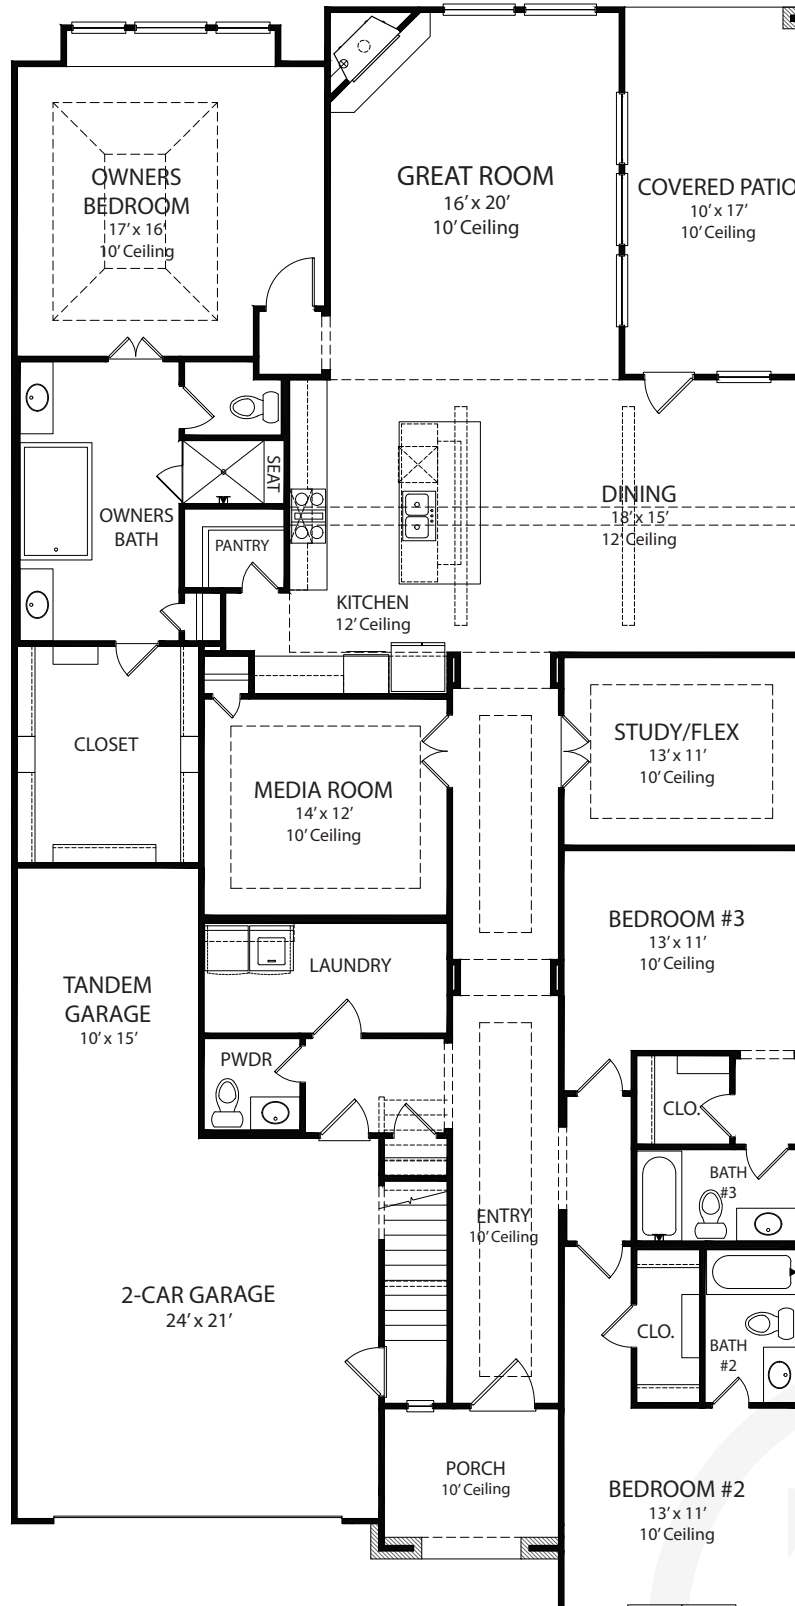 OWNERS
BEDROOM
17' x 16'
10' Ceiling
GREAT ROOM
16' x 20'
10' Ceiling
COVERED PATIO
10' x 17'
10' Ceiling
OWNERS
BATH
SEAT
PANTRY
KITCHEN
12' Ceiling
DINING
18' x 15'
12' Ceiling
CLOSET
MEDIA ROOM
14' x 12'
10' Ceiling
STUDY/FLEX
13' x 11'
10' Ceiling
TANDEM
GARAGE
10' x 15'
LAUNDRY
BEDROOM #3
13' x 11'
10' Ceiling
PWDR
CLO.
BATH
#3
ENTRY
10' Ceiling
2-CAR GARAGE
24' x 21'
CLO.
BATH
#2
PORCH
10' Ceiling
BEDROOM #2
13' x 11'
10' Ceiling